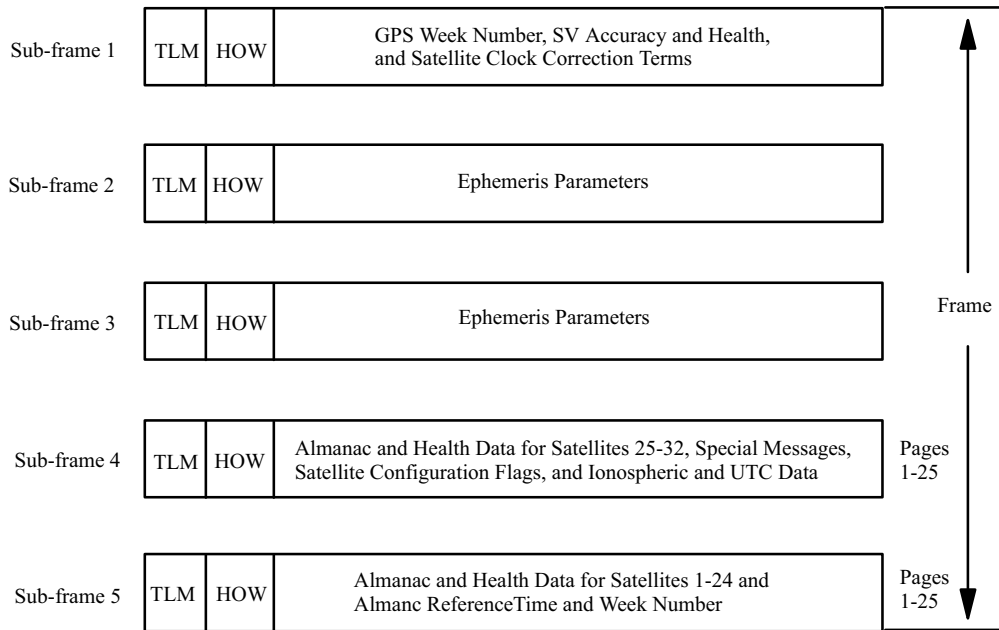 Sub-frame 1
TLM
HOW
GPS Week Number, SV Accuracy and Health,
and Satellite Clock Correction Terms
Sub-frame 2
TLM
HOW
Ephemeris Parameters
Sub-frame 3
TLM
HOW
Ephemeris Parameters
Frame
Sub-frame 4
TLM
HOW
Almanac and Health Data for Satellites 25-32, Special Messages,
Satellite Configuration Flags, and Ionospheric and UTC Data
Pages
1-25
Sub-frame 5
TLM
HOW
Almanac and Health Data for Satellites 1-24 and
Almanc ReferenceTime and Week Number
Pages
1-25